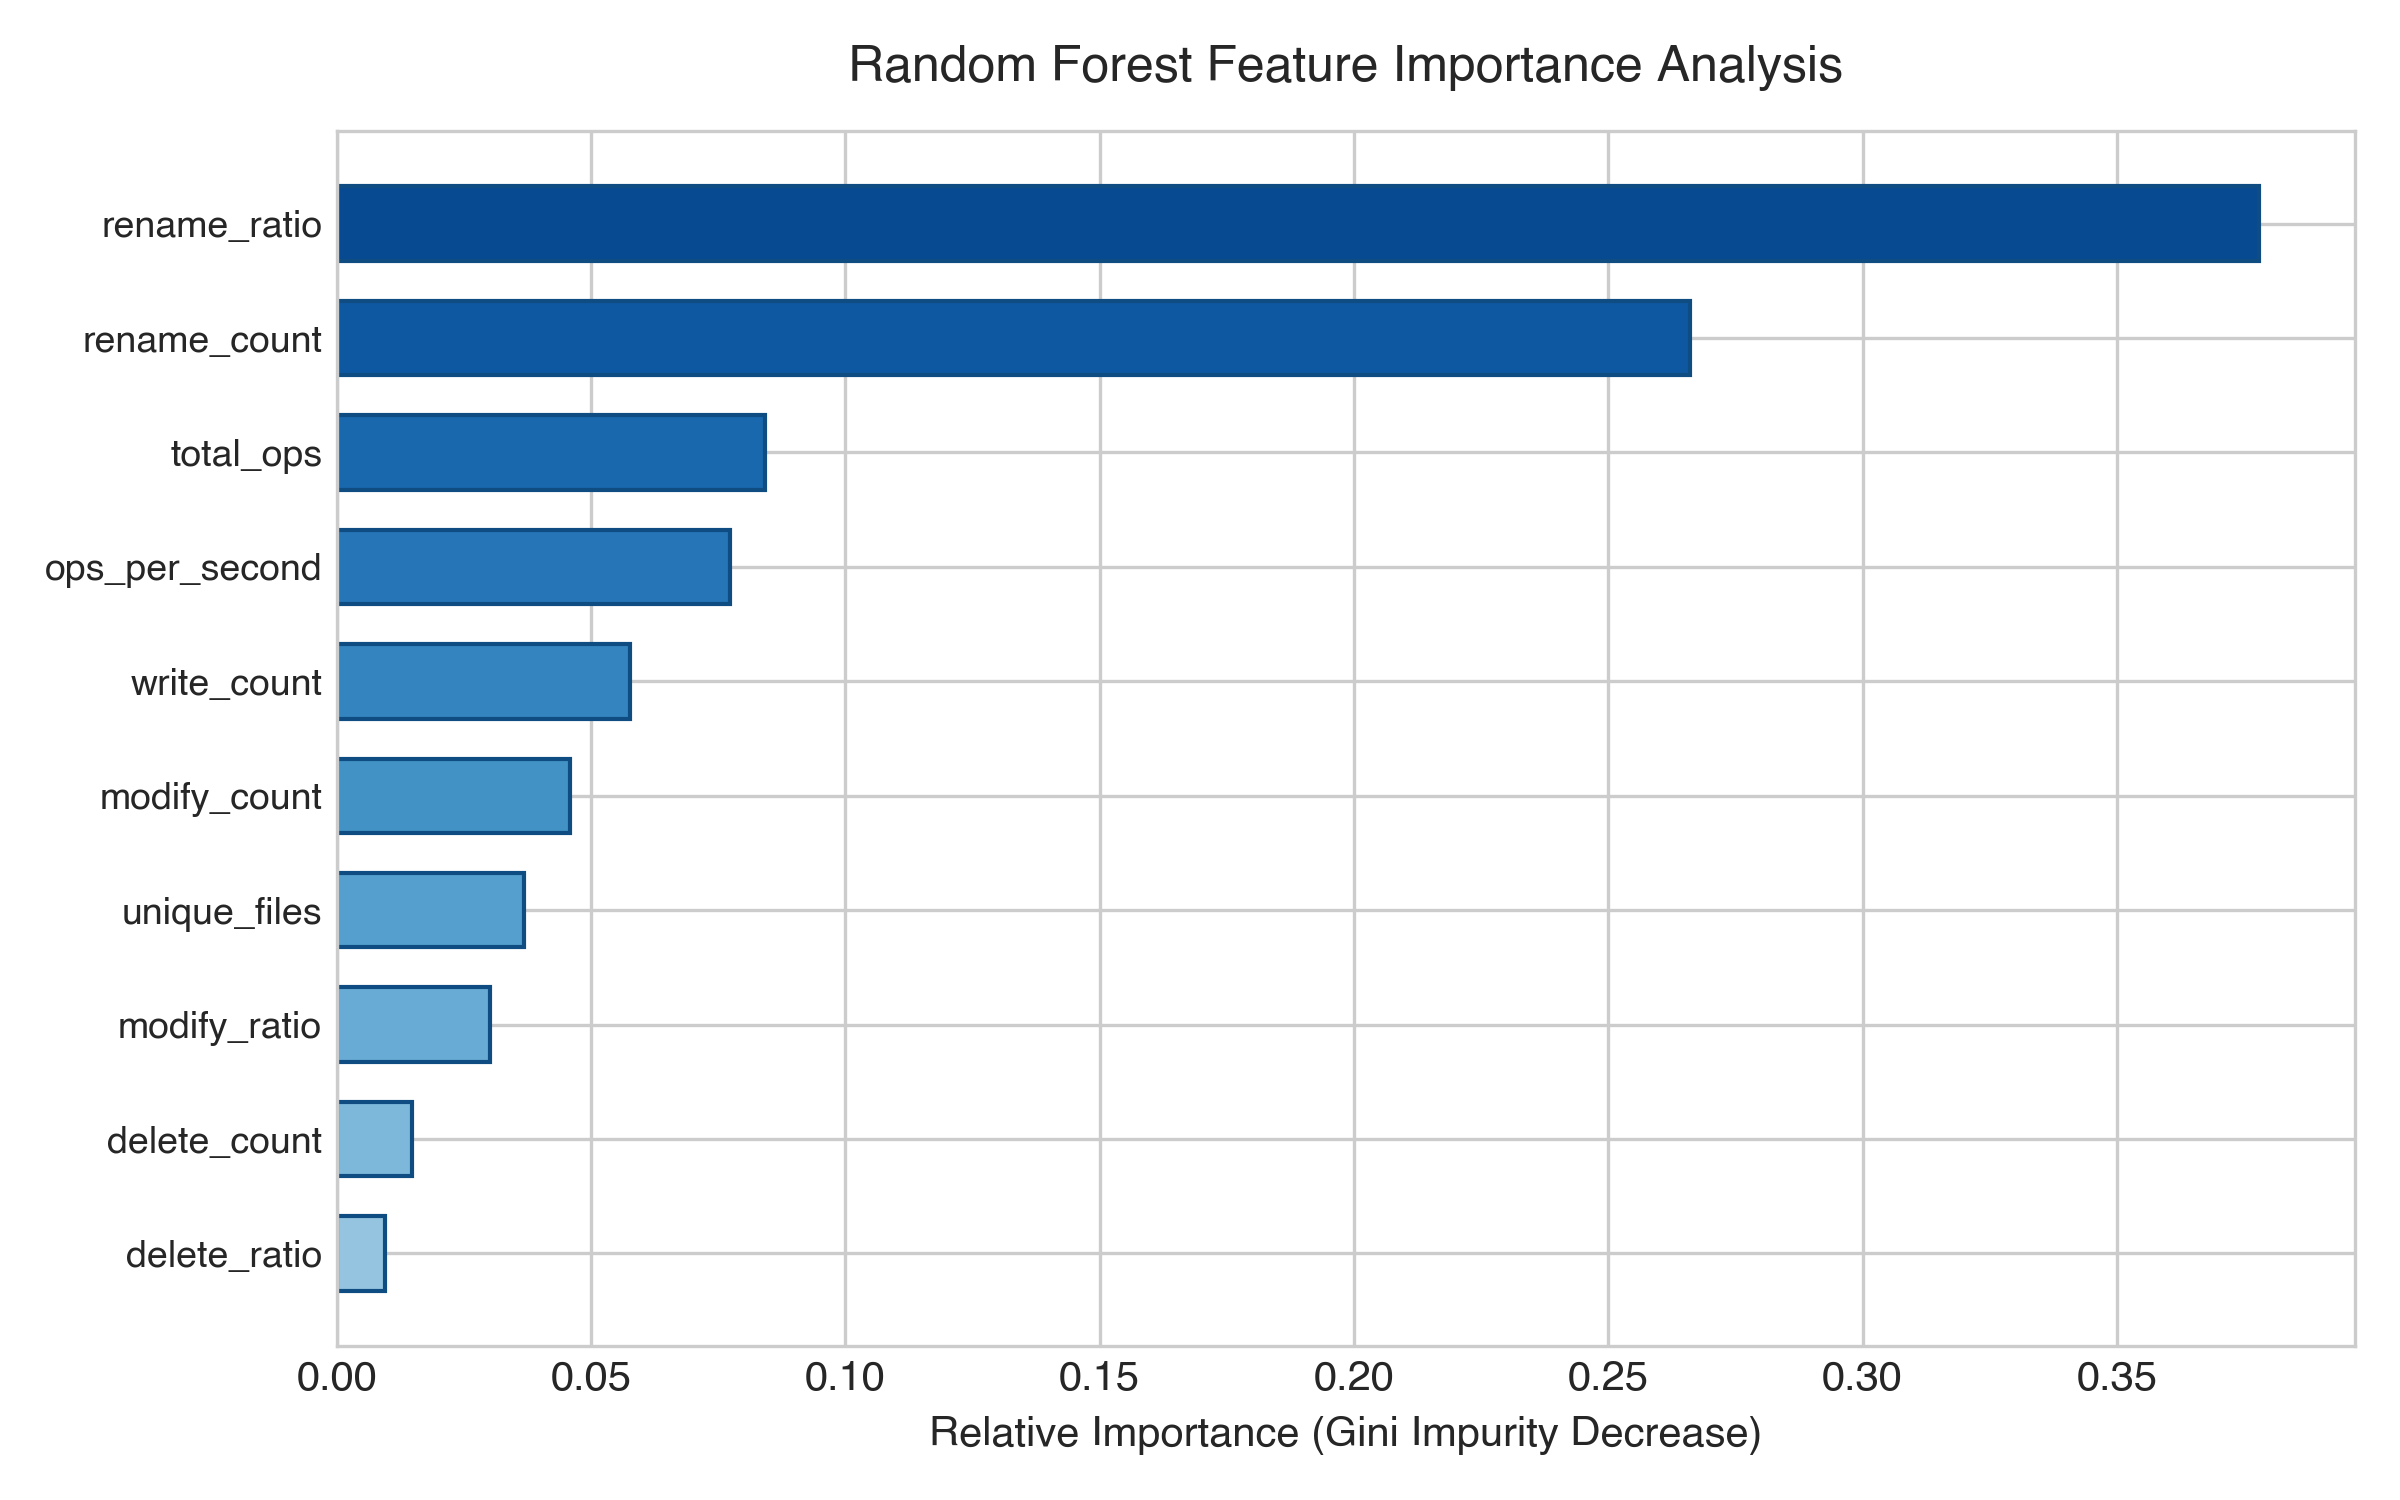 Random Forest Feature Importance Analysis
rename_ratio
rename_count
total_ops
ops_per_second
write_count
modify_count
unique_files
modify_ratio
delete_count
delete_ratio
0.00 0.05 0.10 0.15 0.20 0.25 0.30 0.35
Relative Importance (Gini Impurity Decrease)